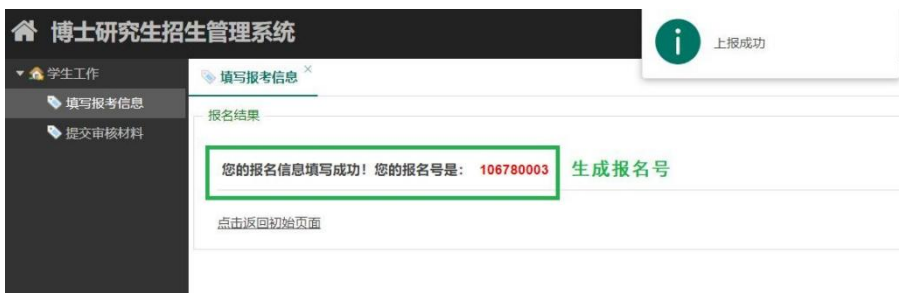 博士研究生招生管理系统
上报成功
学生工作
填写报考信息
填写报考信息
提交审核材料
报名结果
您的报名信息填写成功！您的报名号是： 106780003
生成报名号
点击返回初始页面